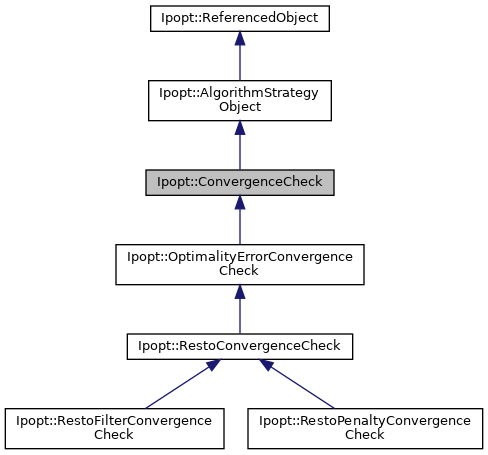 Ipopt::ReferencedObject
Ipopt::AlgorithmStrategy
Object
Ipopt::ConvergenceCheck
Ipopt::OptimalityErrorConvergence
Check
Ipopt::RestoConvergenceCheck
Ipopt::RestoFilterConvergence
Check
Ipopt::RestoPenaltyConvergence
Check